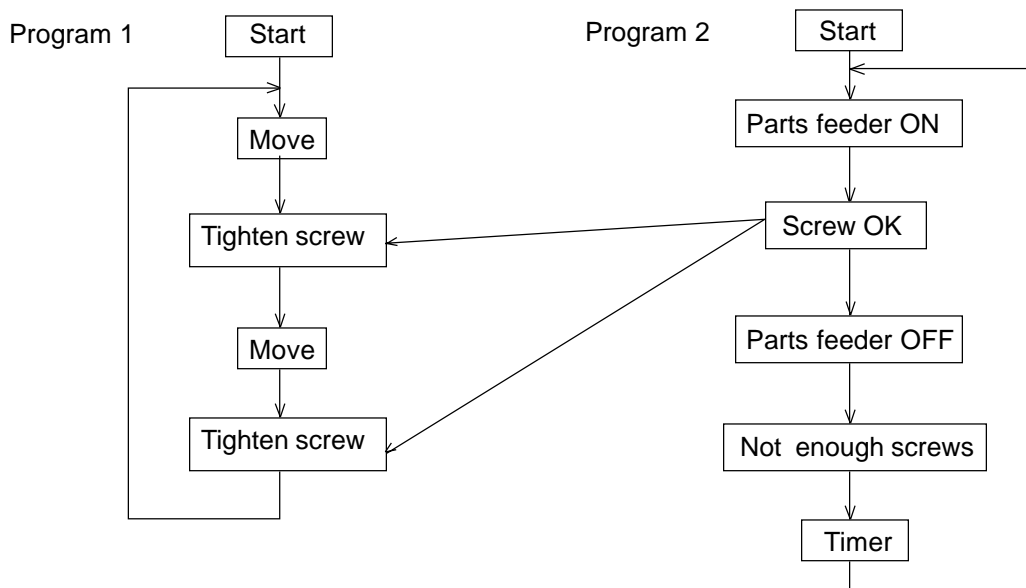 Program 1
Start
Move
Tighten screw
Move
Tighten screw
Program 2
Start
Parts feeder ON
Screw OK
Parts feeder OFF
Not enough screws
Timer